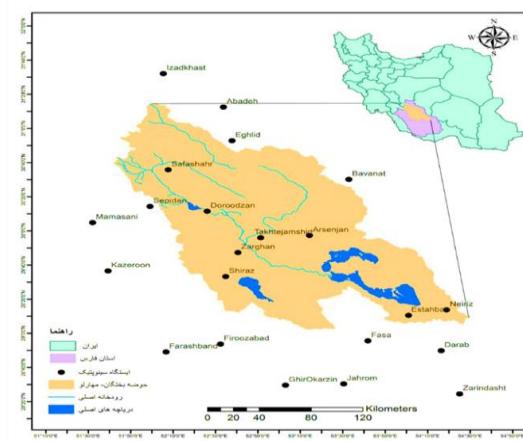 N
W E
S
Izadkhast
Abadeh
Eghlid
Safashahr
Bavanat
Sepidan
Doroodzan
Mamasani
Takhtejamshid
Arsenjan
Zarghan
Kazeroon
Shiraz
Neiriz
Estahban
Fasa
Firoozabad
Farashband
Darab
GhirOkarzin
Jahrom
Zarindasht
راهنما
ایران
استان فارس
ایستگاه سینوپتیک
حوضه بختگان- مهارلو
رودخانه اصلی
دریاچه های اصلی
0 20 40 80 120 160
Kilometers